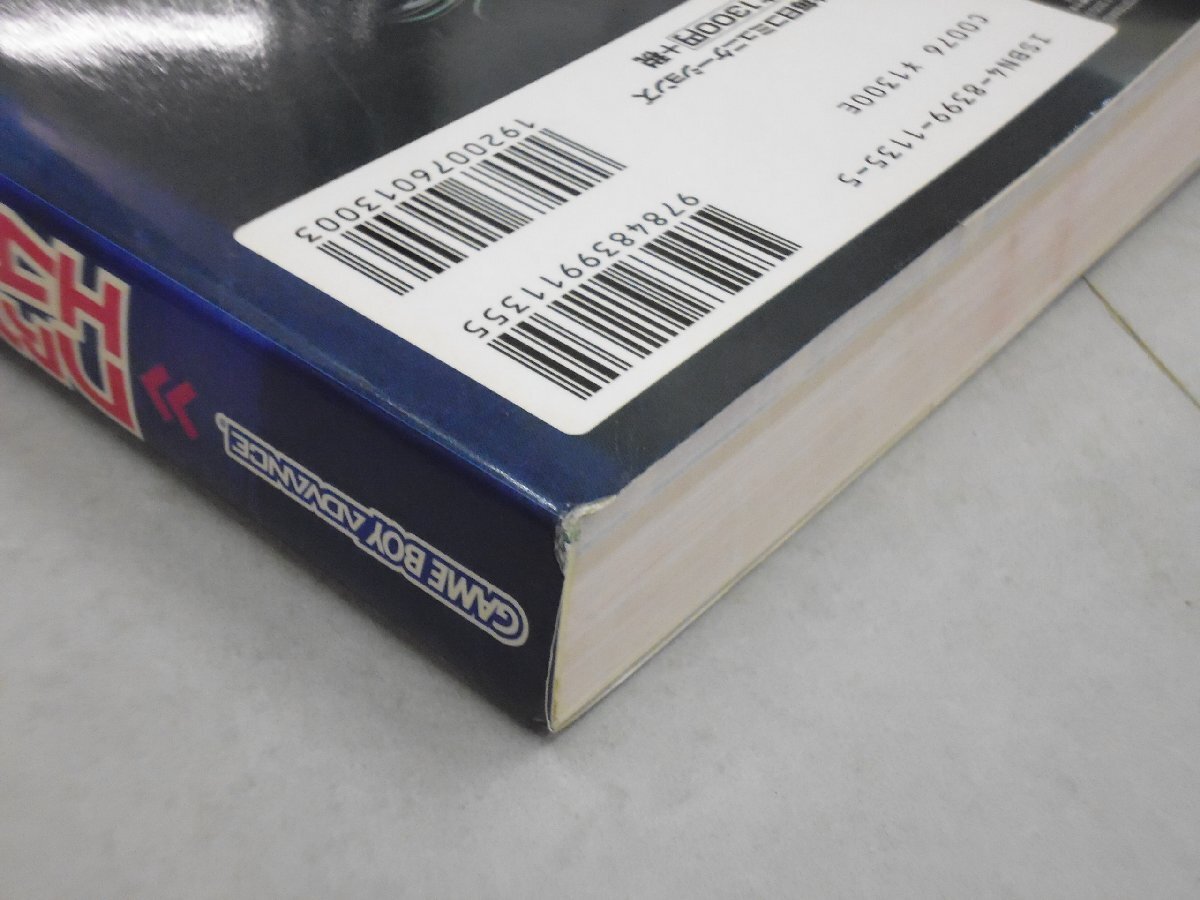 ISBN4-8399-1135-5
C0076 ¥1300E
1300円+税
毎日コミュニケーションズ
9784839911355
1920076013003
GAME BOY ADVANCE